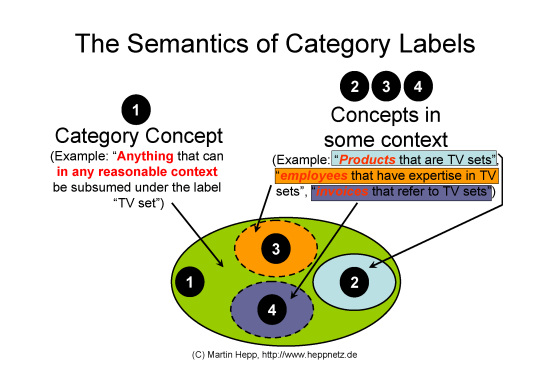 The Semantics of Category Labels
1
Category Concept
(Example: “Anything that can
in any reasonable context
be subsumed under the label
“TV set”)
2 3 4
Concepts in
some context
(Example: “Products that are TV sets”,
“employees that have expertise in TV
sets”, “invoices that refer to TV sets”)
3
1
2
4
(C) Martin Hepp, http://www.heppnetz.de